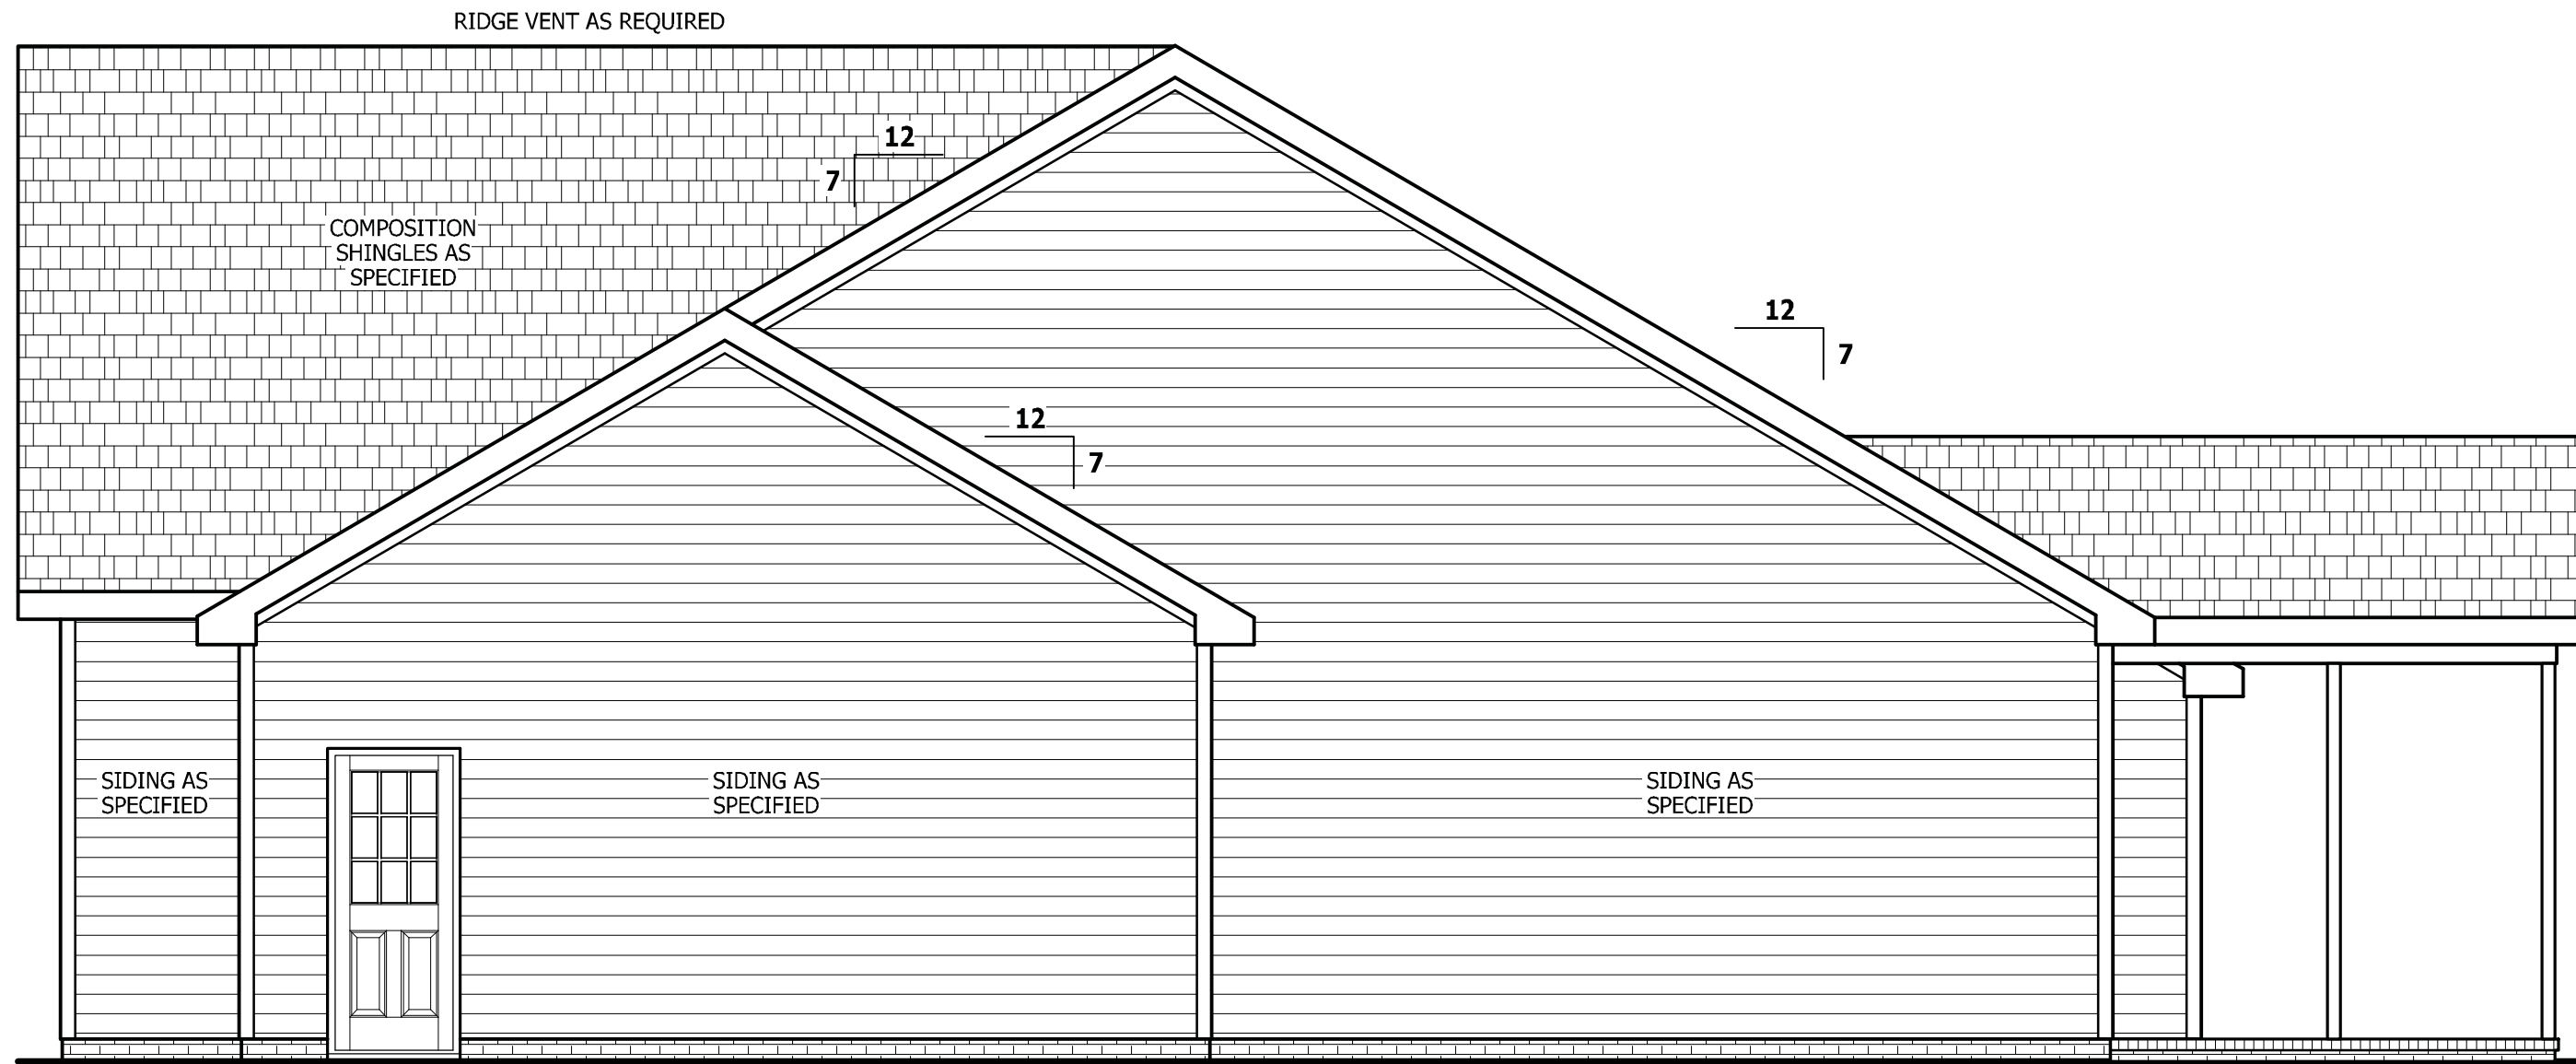 RIDGE VENT AS REQUIRED
12
7
COMPOSITION
SHINGLES AS
SPECIFIED
12
7
12
7
SIDING AS
SPECIFIED
SIDING AS
SPECIFIED
SIDING AS
SPECIFIED